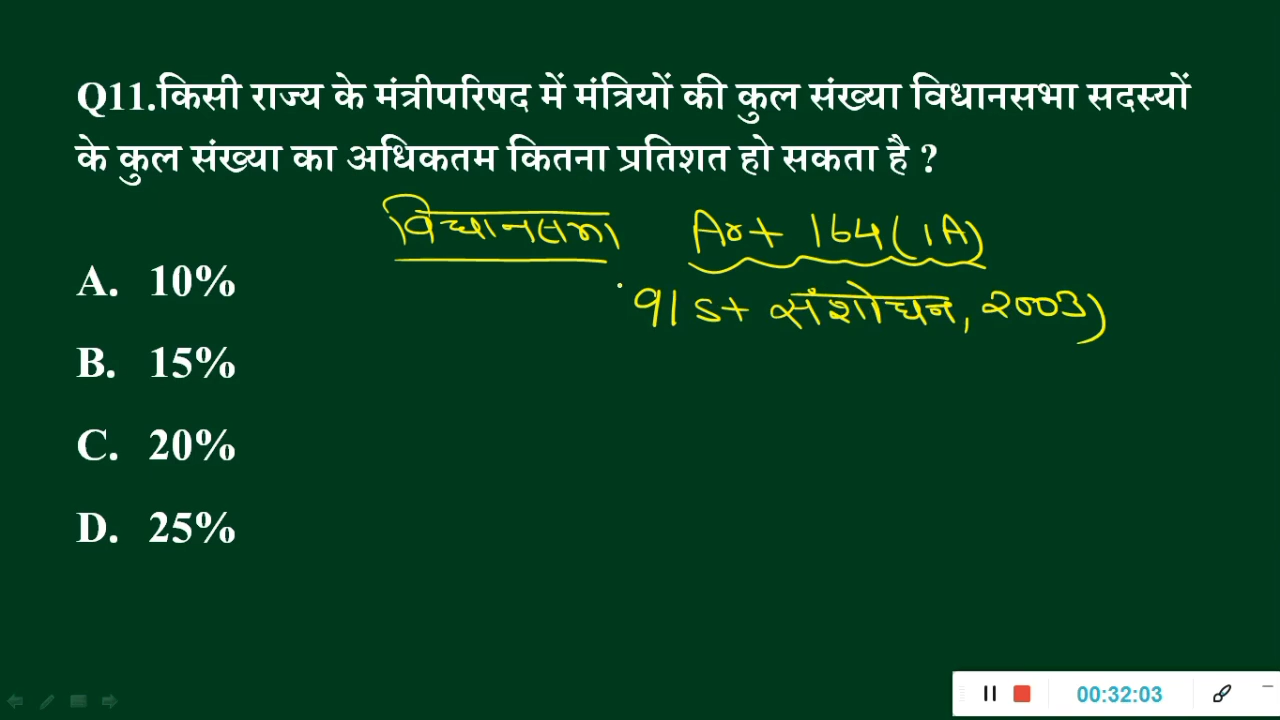 Q11.किसी राज्य के मंत्रीपरिषद में मंत्रियों की कुल संख्या विधानसभा सदस्यों
के कुल संख्या का अधिकतम कितना प्रतिशत हो सकता है ?
विधानसभा Art 164(1A)
91st संशोधन, 2003)
A. 10%
B. 15%
C. 20%
D. 25%
00:32:03